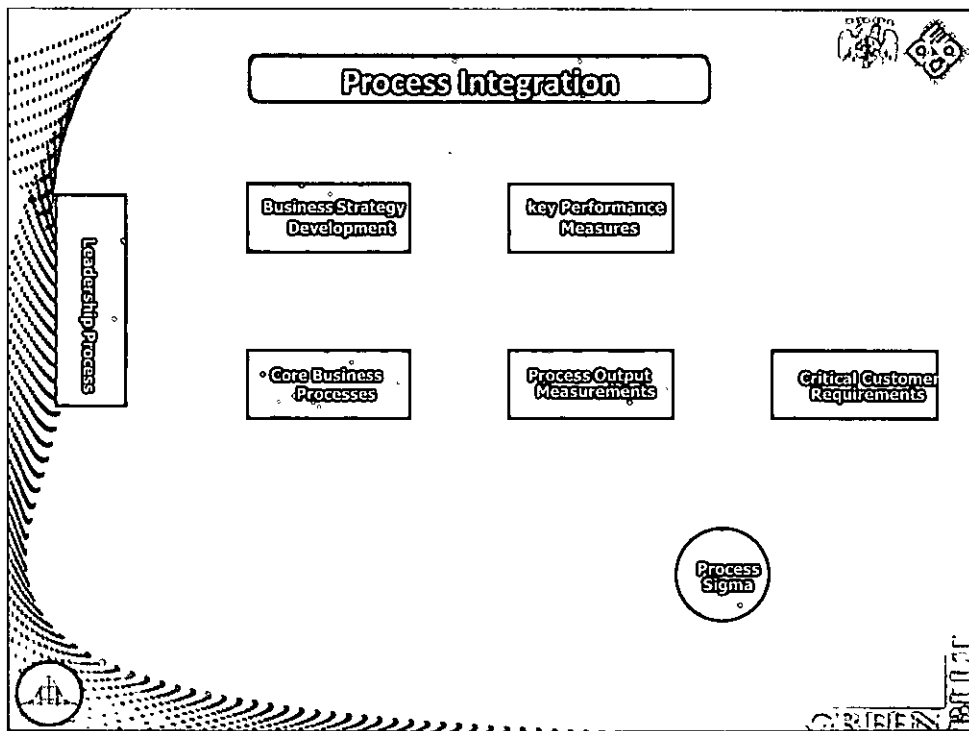 Process Integration
Business Strategy
Development
key Performance
Measures
Leadership Process
Core Business
Processes
Process Output
Measurements
Critical Customer
Requirements
Process
Sigma